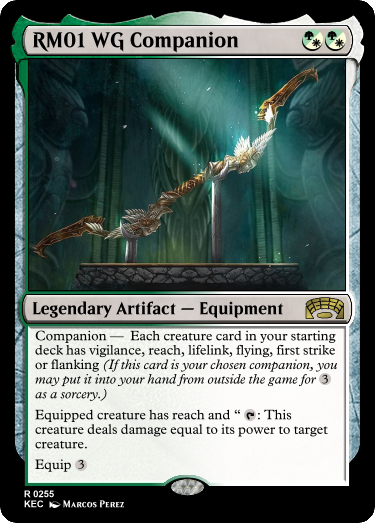 RM01 WG Companion
Legendary Artifact — Equipment
Companion — Each creature card in your starting
deck has vigilance, reach, lifelink, flying, first strike
or flanking (If this card is your chosen companion, you
may put it into your hand from outside the game for 3
as a sorcery.)
Equipped creature has reach and “ : This
creature deals damage equal to its power to target
creature.
Equip 3
R 0255
KEC Marcos Perez